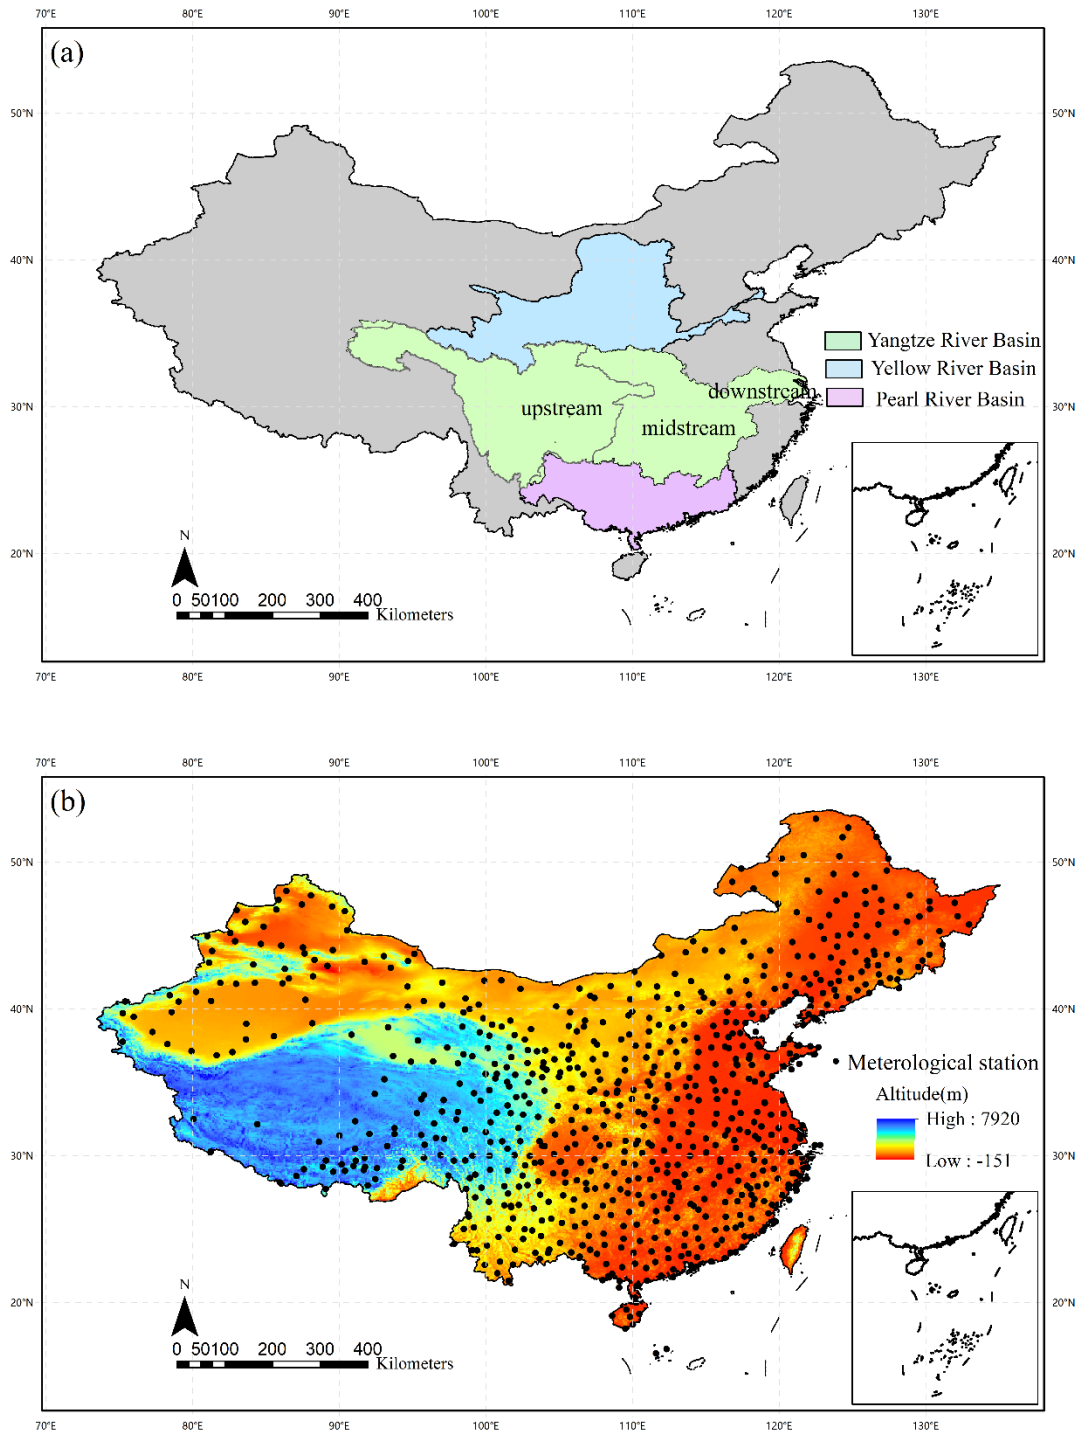 70°E 80°E 90°E 100°E 110°E 120°E 130°E
(a)
50°N 50°N
40°N 40°N
Yangtze River Basin
Yellow River Basin
Pearl River Basin
downstream
upstream
midstream
30°N 30°N
20°N 20°N
N
0 50100 200 300 400
Kilometers
70°E 80°E 90°E 100°E 110°E 120°E 130°E
70°E 80°E 90°E 100°E 110°E 120°E 130°E
(b)
50°N 50°N
40°N 40°N
Meterological station
Altitude(m)
High : 7920
Low : -151
30°N 30°N
20°N 20°N
N
0 50100 200 300 400
Kilometers
70°E 80°E 90°E 100°E 110°E 120°E 130°E